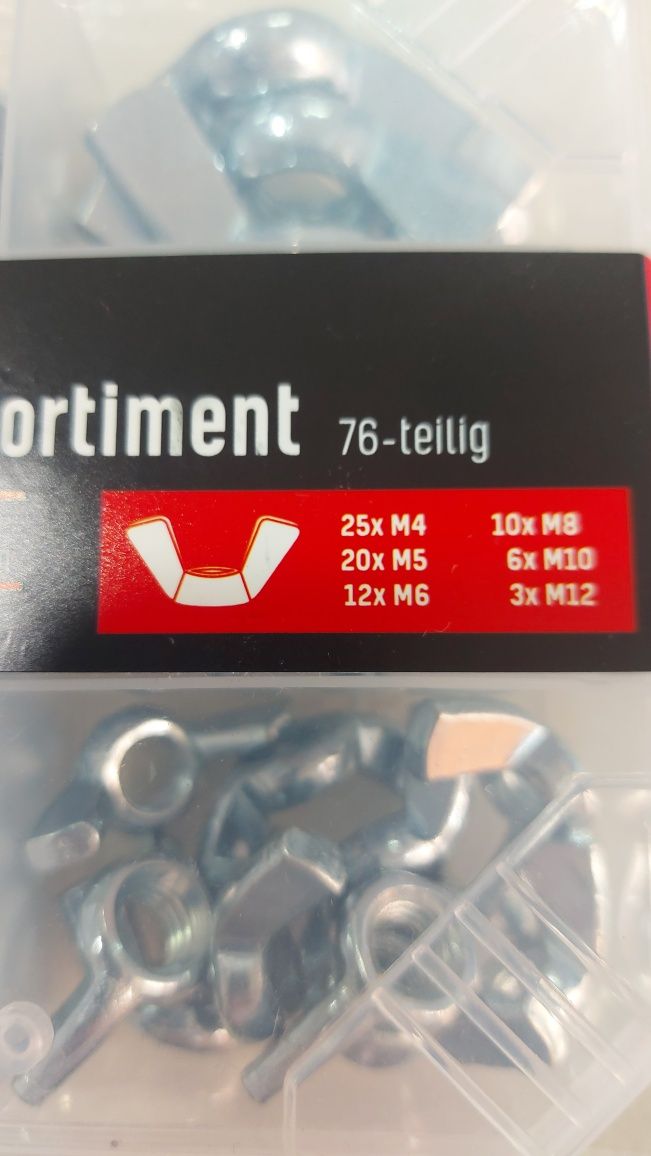 ortiment 76-teilig
25x M4 10x M8
20x M5 6x M10
12x M6 3x M12